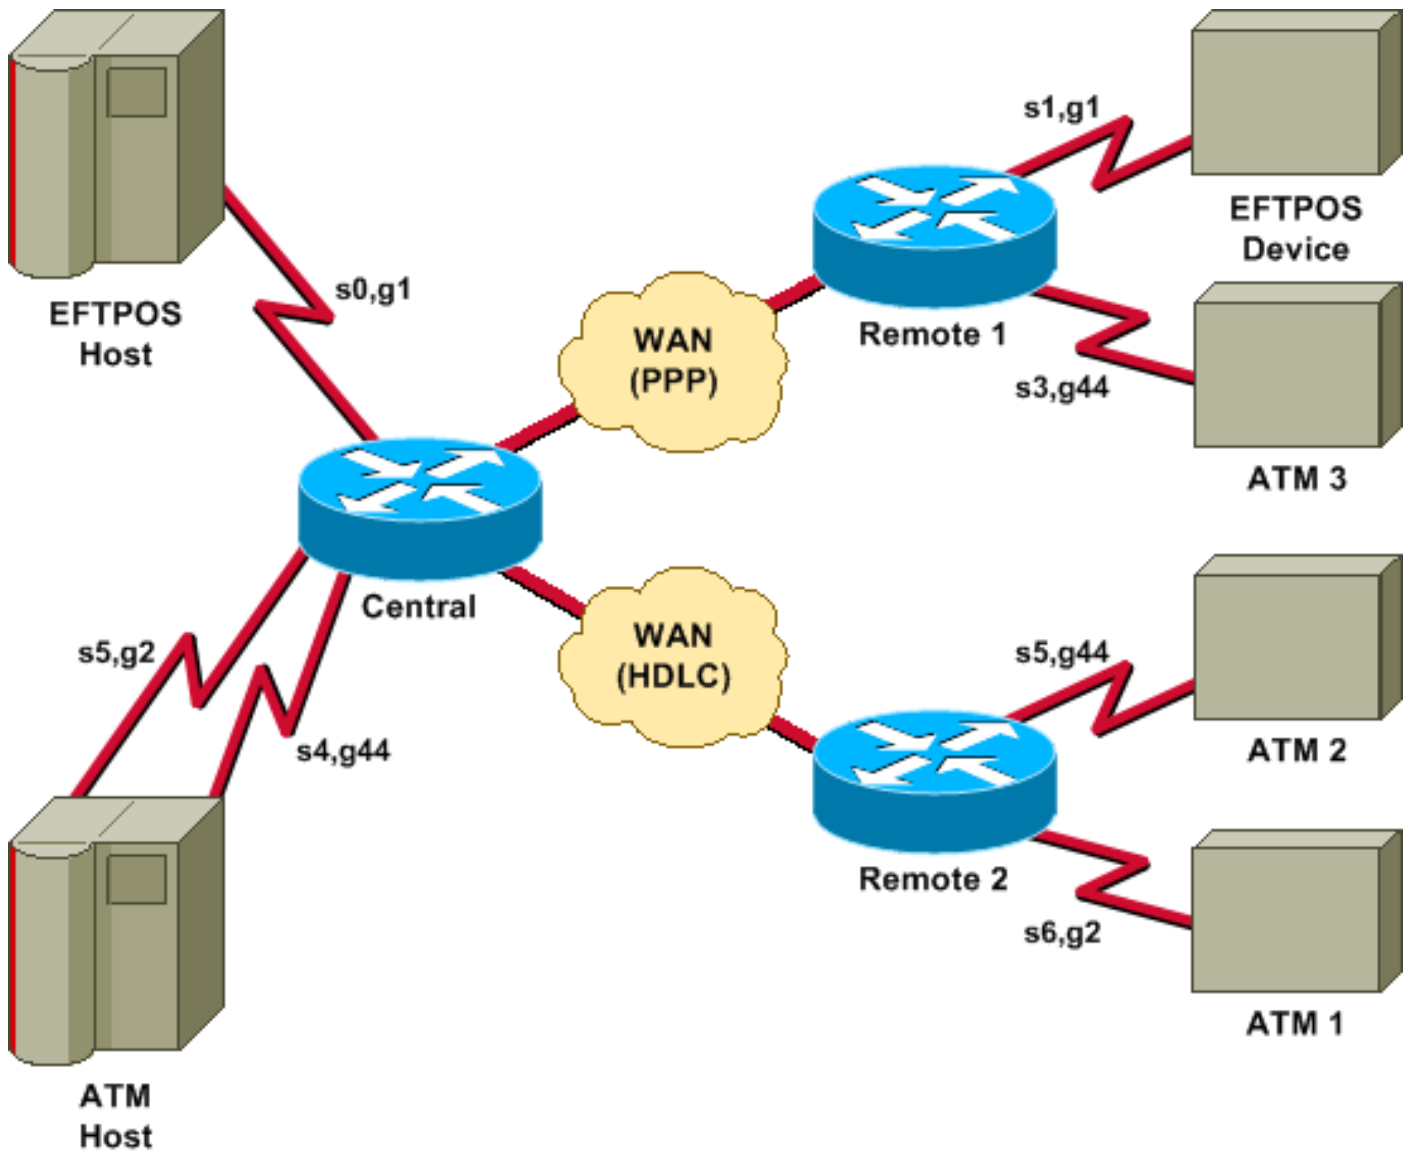 s1,g1
EFTPOS
Device
s0,g1
EFTPOS
Host
WAN
(PPP)
Remote 1
s3,g44
ATM 3
Central
s5,g2
s4,g44
WAN
(HDLC)
s5,g44
ATM 2
Remote 2
s6,g2
ATM 1
ATM
Host